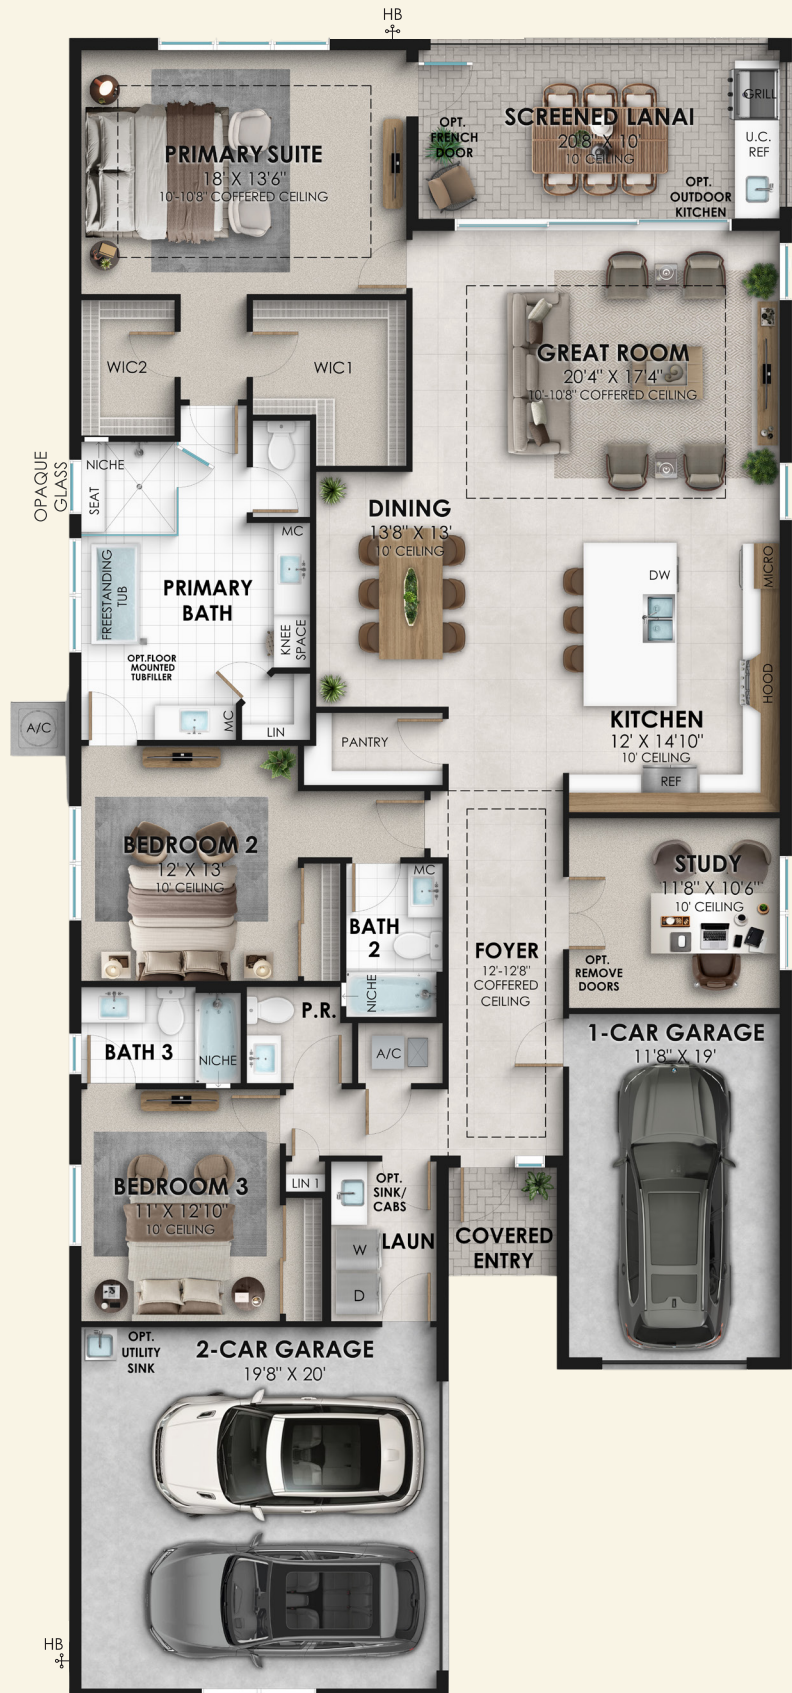 HB
GRILL
U.C.
REF
OPT.
FRENCH
DOOR
SCREENED LANAI
20'8" X 10'
10' CEILING
OPT.
OUTDOOR
KITCHEN
PRIMARY SUITE
18' X 13'6"
10'-10'8" COFFERED CEILING
WIC2
WIC1
GREAT ROOM
20'4" X 17'4"
10'-10'8" COFFERED CEILING
OPAQUE
GLASS
NICHE
SEAT
MC
DINING
13'8" X 13'
10' CEILING
FREESTANDING
TUB
PRIMARY
BATH
KNEE
SPACE
OPT.FLOOR
MOUNTED
TUBFILLER
MC
LIN
DW
MICRO
HOOD
KITCHEN
12' X 14'10"
10' CEILING
REF
A/C
PANTRY
BEDROOM 2
12' X 13'
10' CEILING
MC
BATH
2
NICHE
STUDY
11'8" X 10'6"
10' CEILING
OPT.
REMOVE
DOORS
FOYER
12'-12'8"
COFFERED
CEILING
P.R.
BATH 3
NICHE
A/C
1-CAR GARAGE
11'8" X 19'
BEDROOM 3
11' X 12'10"
10' CEILING
LIN 1
OPT.
SINK/
CABS
LAUN
W
D
COVERED
ENTRY
OPT.
UTILITY
SINK
2-CAR GARAGE
19'8" X 20'
HB